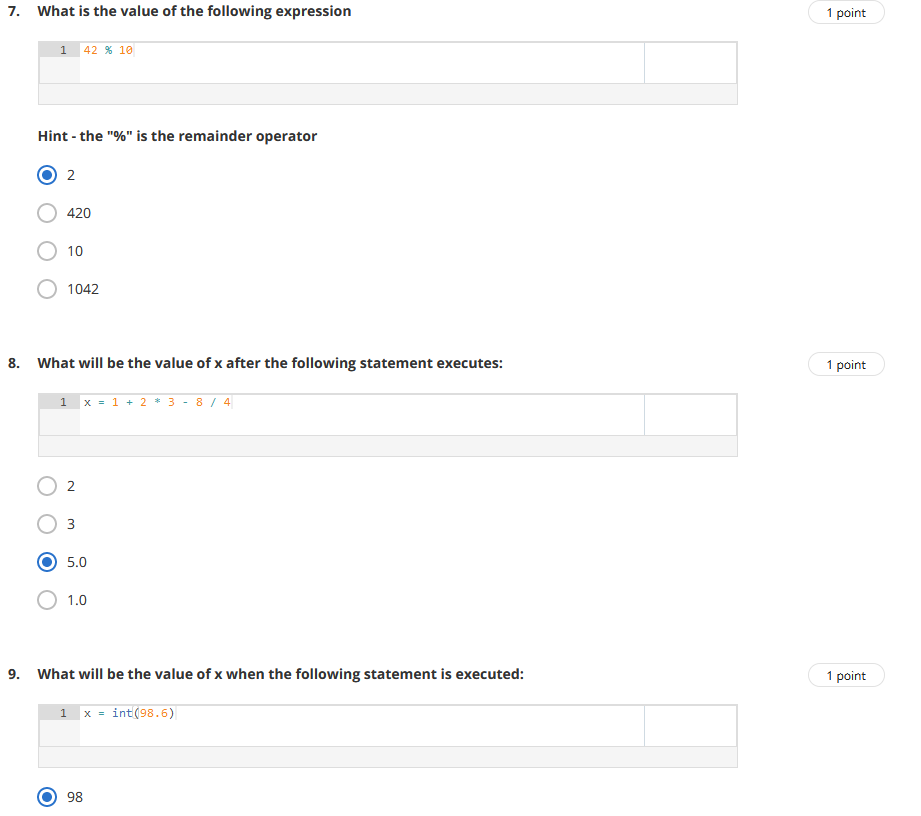 7. What is the value of the following expression
1 point
1 42 % 10
Hint - the "%" is the remainder operator
2
420
10
1042
8. What will be the value of x after the following statement executes:
1 point
1 x = 1 + 2 * 3 - 8 / 4
2
3
5.0
1.0
9. What will be the value of x when the following statement is executed:
1 point
1 x = int(98.6)
98